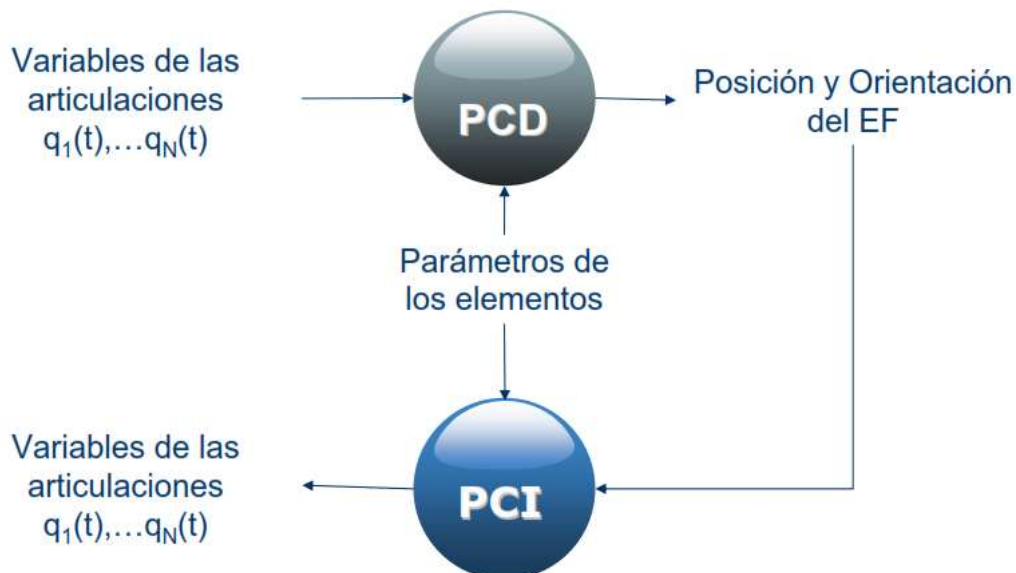 Variables de las
articulaciones
q₁(t),…qN(t)
PCD
Posición y Orientación
del EF
Parámetros de
los elementos
Variables de las
articulaciones
q₁(t),…qN(t)
PCI